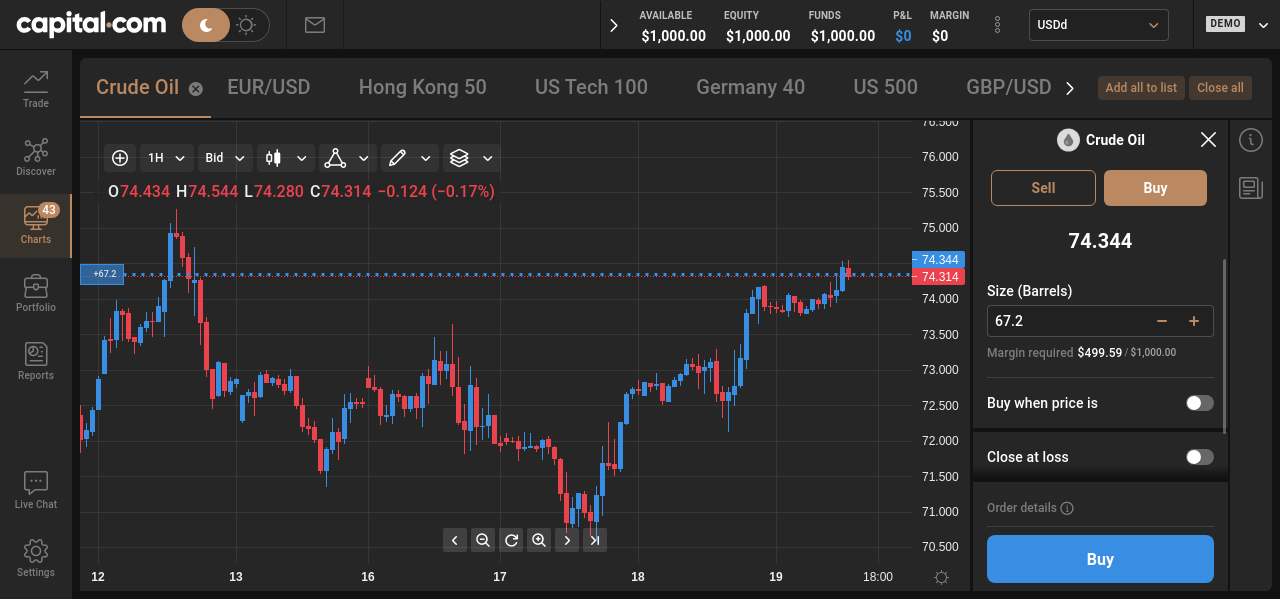 capital.com
AVAILABLE EQUITY FUNDS P&L MARGIN
$1,000.00 $1,000.00 $1,000.00 $0 $0
USDd
DEMO
Trade
Discover
43
Charts
Portfolio
Reports
Live Chat
Settings
Crude Oil EUR/USD Hong Kong 50 US Tech 100 Germany 40 US 500 GBP/USD
Add all to list Close all
1H Bid
O74.434 H74.544 L74.280 C74.314 −0.124 (−0.17%)
+67.2
76.500
76.000
75.500
75.000
74.344
74.314
74.000
73.500
73.000
72.500
72.000
71.500
71.000
70.500
12 13 16 17 18 19 18:00
Crude Oil
Sell Buy
74.344
Size (Barrels)
67.2 − +
Margin required $499.59 / $1,000.00
Buy when price is
Close at loss
Order details
Buy